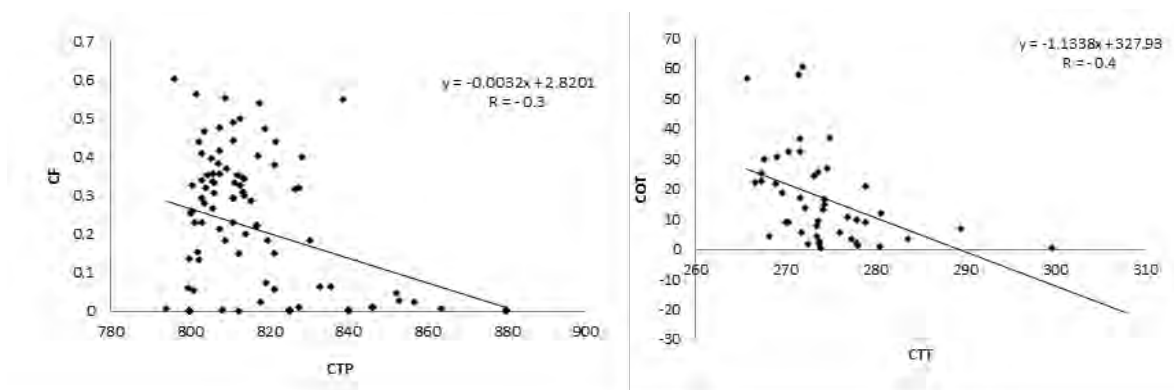 0.7
0.6
0.5
0.4
0.3
0.2
0.1
0
780 800 820 840 860 880 900
CF
CTP
y = -0.0032x + 2.8201
R = - 0.3
70
60
50
40
30
20
10
0
-10
-20
-30
260 270 280 290 300 310
COT
CTT
y = -1.1338x + 327.93
R = - 0.4